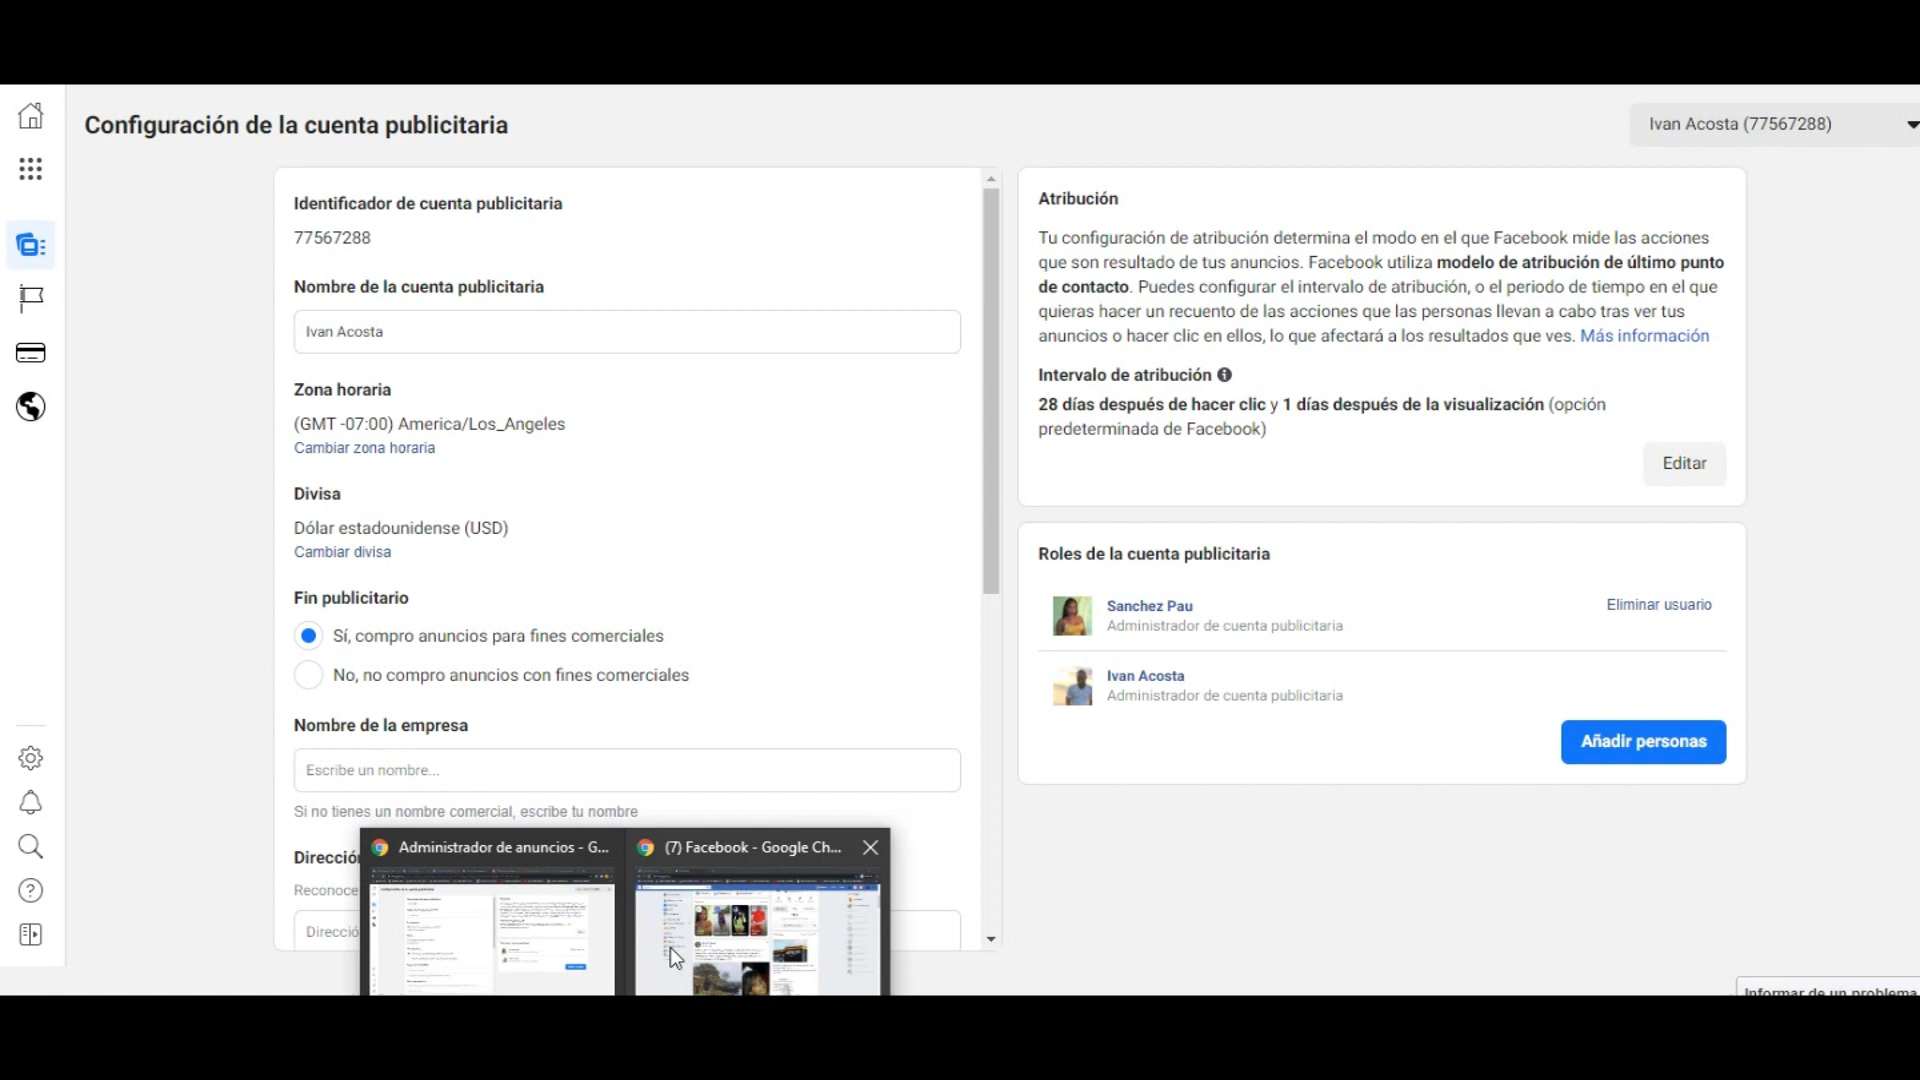 Configuración de la cuenta publicitaria
Ivan Acosta (77567288)
Identificador de cuenta publicitaria
77567288
Nombre de la cuenta publicitaria
Ivan Acosta
Zona horaria
(GMT -07:00) America/Los_Angeles
Cambiar zona horaria
Divisa
Dólar estadounidense (USD)
Cambiar divisa
Fin publicitario
Sí, compro anuncios para fines comerciales
No, no compro anuncios con fines comerciales
Nombre de la empresa
Escribe un nombre...
Si no tienes un nombre comercial, escribe tu nombre
Direcció
Reconoce
Direcció
Atribución
Tu configuración de atribución determina el modo en el que Facebook mide las acciones
que son resultado de tus anuncios. Facebook utiliza modelo de atribución de último punto
de contacto. Puedes configurar el intervalo de atribución, o el periodo de tiempo en el que
quieras hacer un recuento de las acciones que las personas llevan a cabo tras ver tus
anuncios o hacer clic en ellos, lo que afectará a los resultados que ves. Más información
Intervalo de atribución
28 días después de hacer clic y 1 días después de la visualización (opción
predeterminada de Facebook)
Editar
Roles de la cuenta publicitaria
Sanchez Pau
Administrador de cuenta publicitaria
Eliminar usuario
Ivan Acosta
Administrador de cuenta publicitaria
Añadir personas
Administrador de anuncios - G...
(7) Facebook - Google Ch...
Informar de un problema